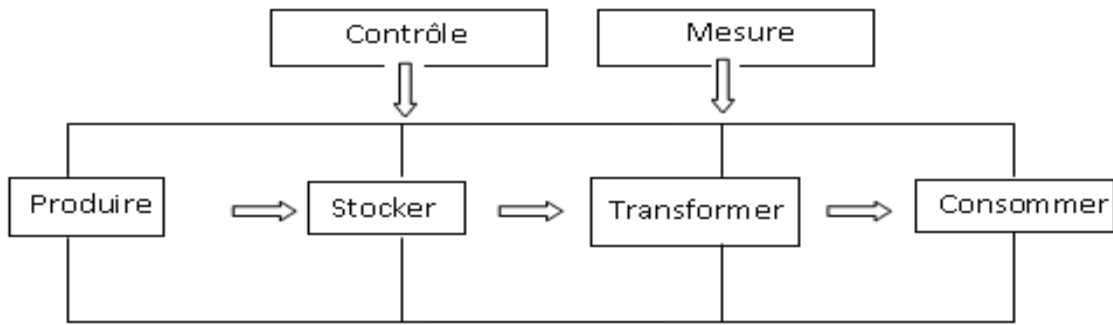 Contrôle
Mesure
Produire
Stocker
Transformer
Consommer